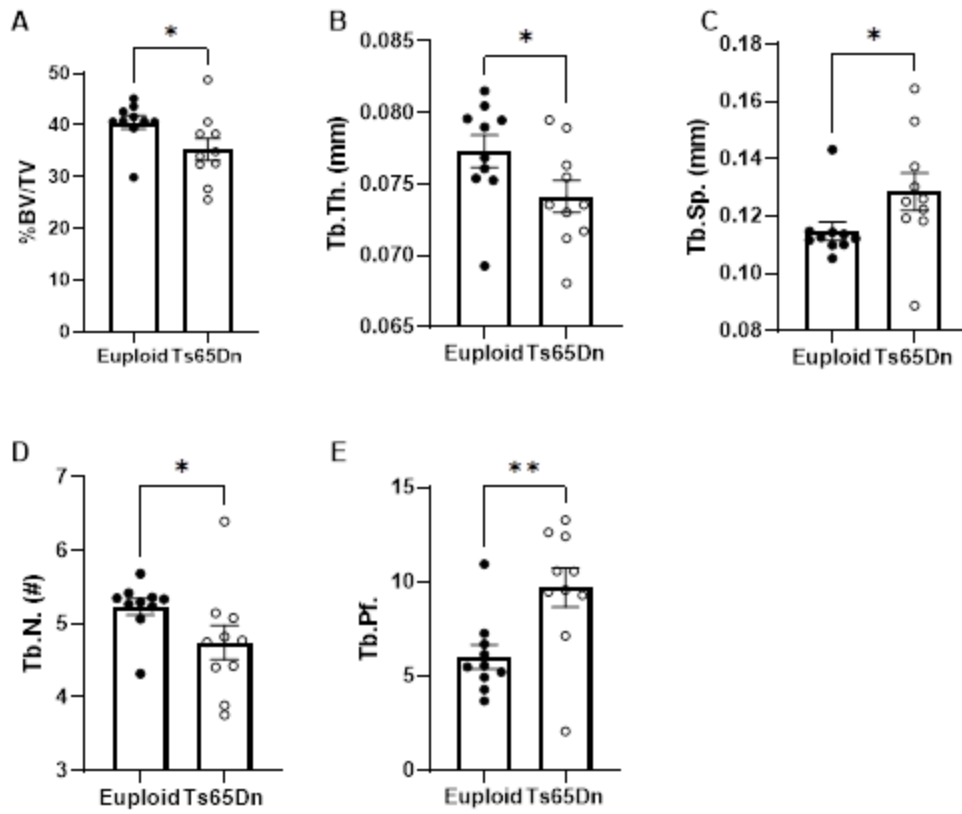 A
*
%BV/TV
50
40
30
20
10
0
Euploid Ts65Dn
B
*
Tb.Th. (mm)
0.085
0.080
0.075
0.070
0.065
Euploid Ts65Dn
C
*
Tb.Sp. (mm)
0.18
0.16
0.14
0.12
0.10
0.08
Euploid Ts65Dn
D
*
Tb.N. (#)
7
6
5
4
3
Euploid Ts65Dn
E
**
Tb.Pf.
15
10
5
0
Euploid Ts65Dn